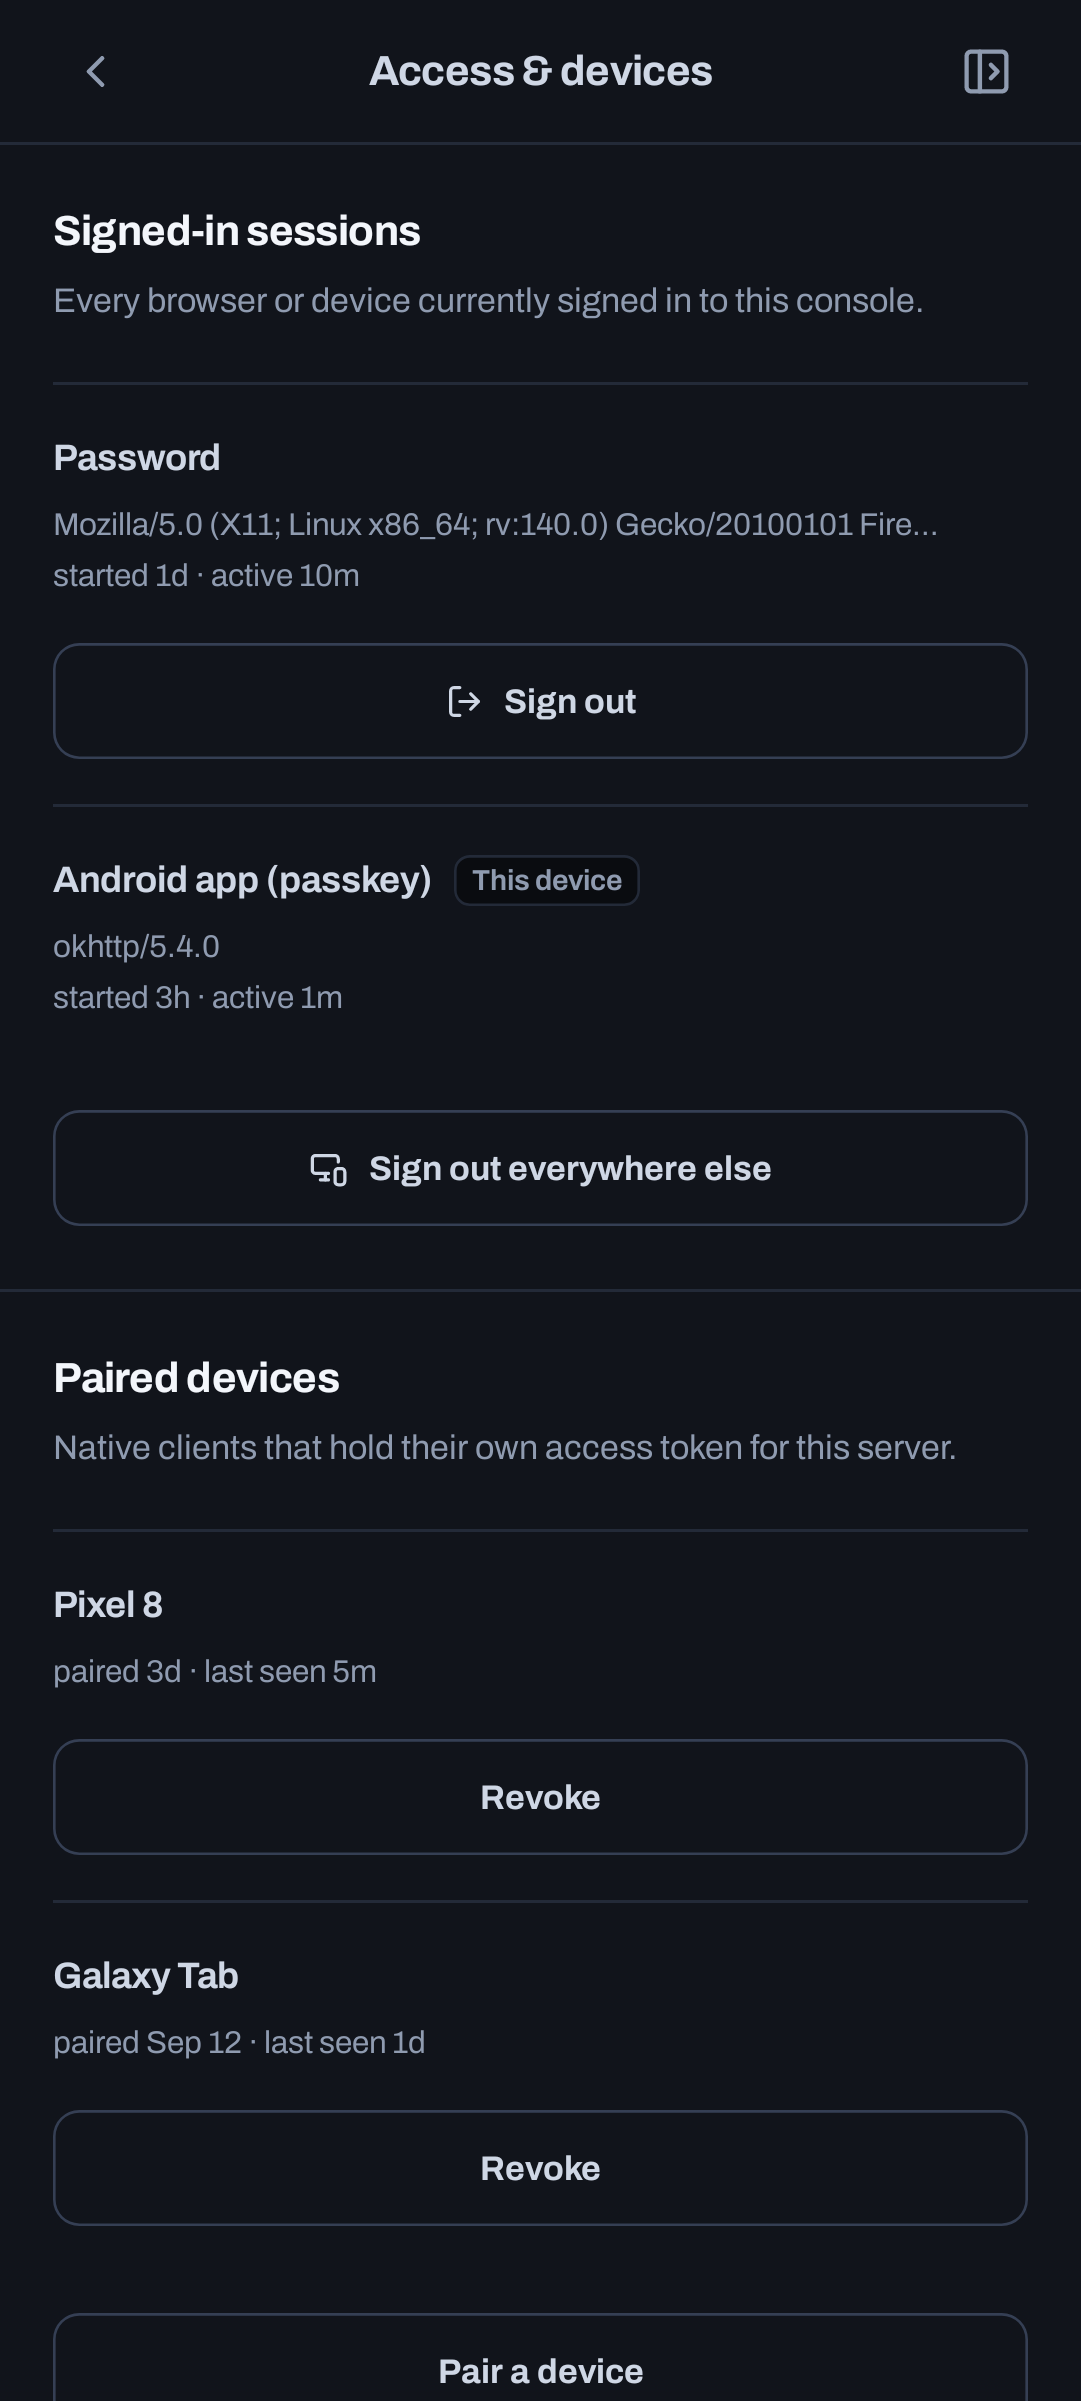 Access & devices
Signed-in sessions
Every browser or device currently signed in to this console.
Password
Mozilla/5.0 (X11; Linux x86_64; rv:140.0) Gecko/20100101 Fire...
started 1d · active 10m
Sign out
Android app (passkey) This device
okhttp/5.4.0
started 3h · active 1m
Sign out everywhere else
Paired devices
Native clients that hold their own access token for this server.
Pixel 8
paired 3d · last seen 5m
Revoke
Galaxy Tab
paired Sep 12 · last seen 1d
Revoke
Pair a device